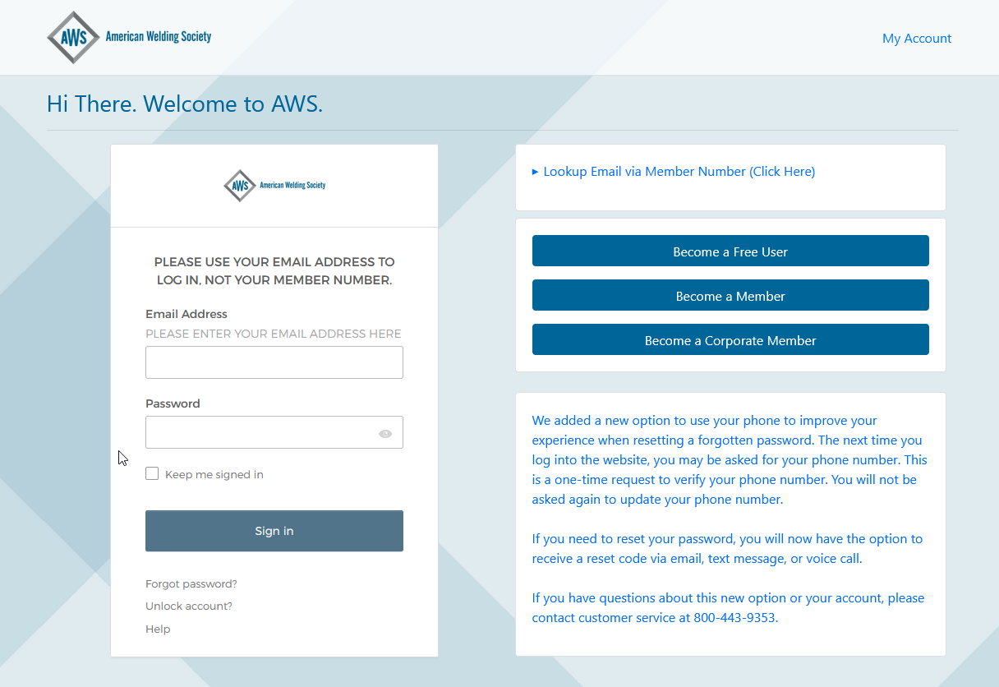 AWS American Welding Society
My Account
Hi There. Welcome to AWS.
AWS American Welding Society
PLEASE USE YOUR EMAIL ADDRESS TO
LOG IN, NOT YOUR MEMBER NUMBER.
Email Address
PLEASE ENTER YOUR EMAIL ADDRESS HERE
Password
Keep me signed in
Sign in
Forgot password?
Unlock account?
Help
▸ Lookup Email via Member Number (Click Here)
Become a Free User
Become a Member
Become a Corporate Member
We added a new option to use your phone to improve your
experience when resetting a forgotten password. The next time you
log into the website, you may be asked for your phone number. This
is a one-time request to verify your phone number. You will not be
asked again to update your phone number.
If you need to reset your password, you will now have the option to
receive a reset code via email, text message, or voice call.
If you have questions about this new option or your account, please
contact customer service at 800-443-9353.